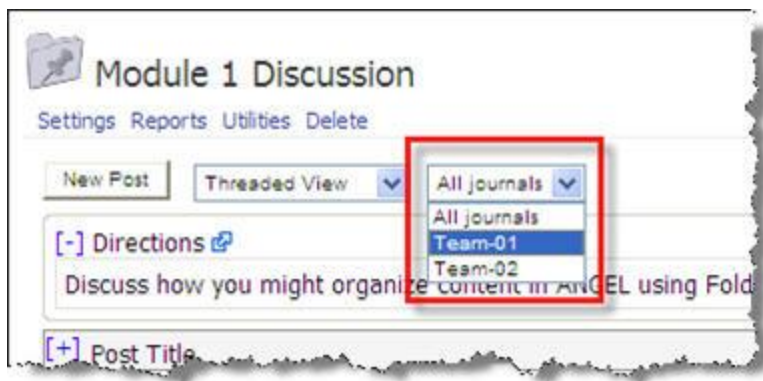 Module 1 Discussion
Settings Reports Utilities Delete
New Post Threaded View All journals
All journals
[-] Directions Team-01
Team-02
Discuss how you might organize content in ANGEL using Fold
[+] Post Title